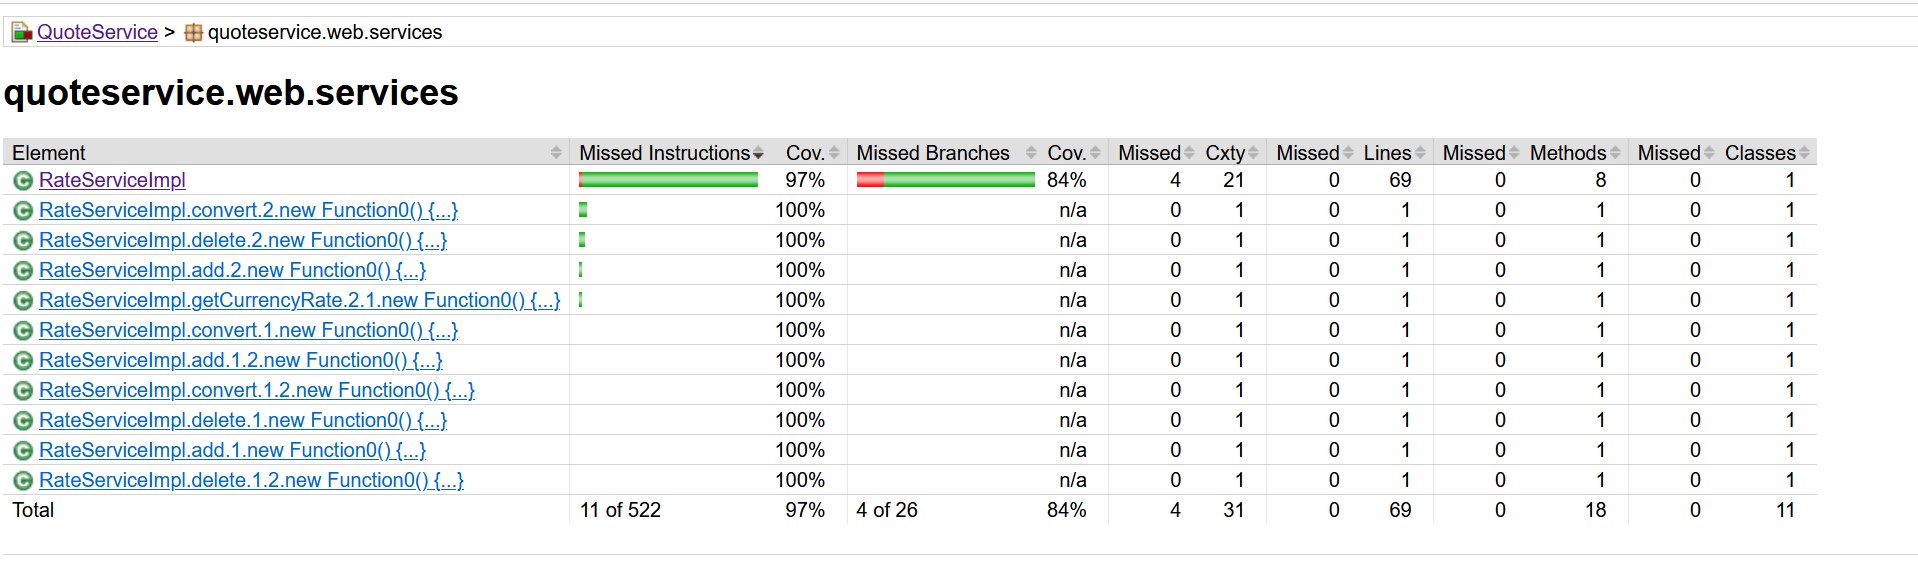 QuoteService > quoteservice.web.services
quoteservice.web.services
Element Missed Instructions Cov. Missed Branches Cov. Missed Cxty Missed Lines Missed Methods Missed Classes
RateServiceImpl 97% 84% 4 21 0 69 0 8 0 1
RateServiceImpl.convert.2.new Function0() {...} 100% n/a 0 1 0 1 0 1 0 1
RateServiceImpl.delete.2.new Function0() {...} 100% n/a 0 1 0 1 0 1 0 1
RateServiceImpl.add.2.new Function0() {...} 100% n/a 0 1 0 1 0 1 0 1
RateServiceImpl.getCurrencyRate.2.1.new Function0() {...} 100% n/a 0 1 0 1 0 1 0 1
RateServiceImpl.convert.1.new Function0() {...} 100% n/a 0 1 0 1 0 1 0 1
RateServiceImpl.add.1.2.new Function0() {...} 100% n/a 0 1 0 1 0 1 0 1
RateServiceImpl.convert.1.2.new Function0() {...} 100% n/a 0 1 0 1 0 1 0 1
RateServiceImpl.delete.1.new Function0() {...} 100% n/a 0 1 0 1 0 1 0 1
RateServiceImpl.add.1.new Function0() {...} 100% n/a 0 1 0 1 0 1 0 1
RateServiceImpl.delete.1.2.new Function0() {...} 100% n/a 0 1 0 1 0 1 0 1
Total 11 of 522 97% 4 of 26 84% 4 31 0 69 0 18 0 11